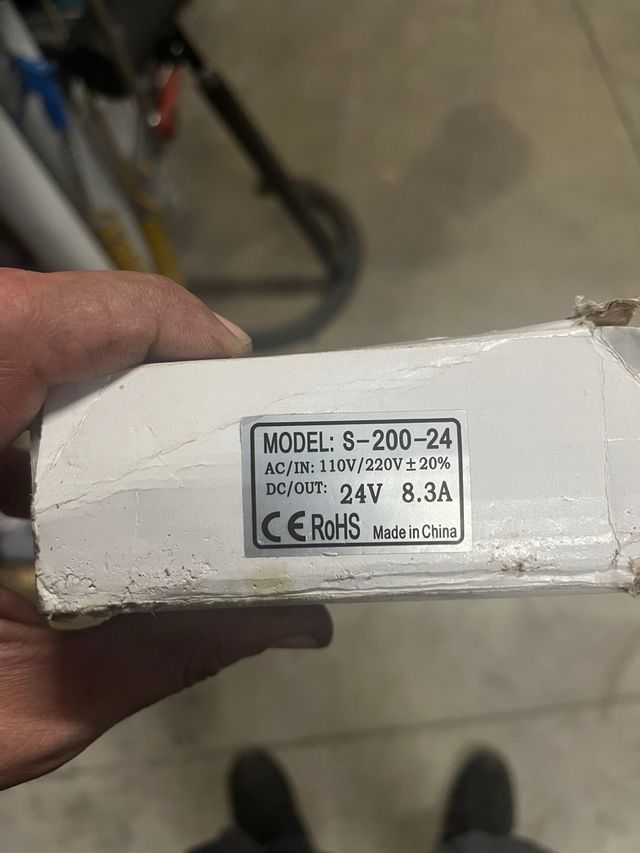 MODEL: S-200-24
AC/IN: 110V/220V±20%
DC/OUT: 24V 8.3A
CE RoHS Made in China